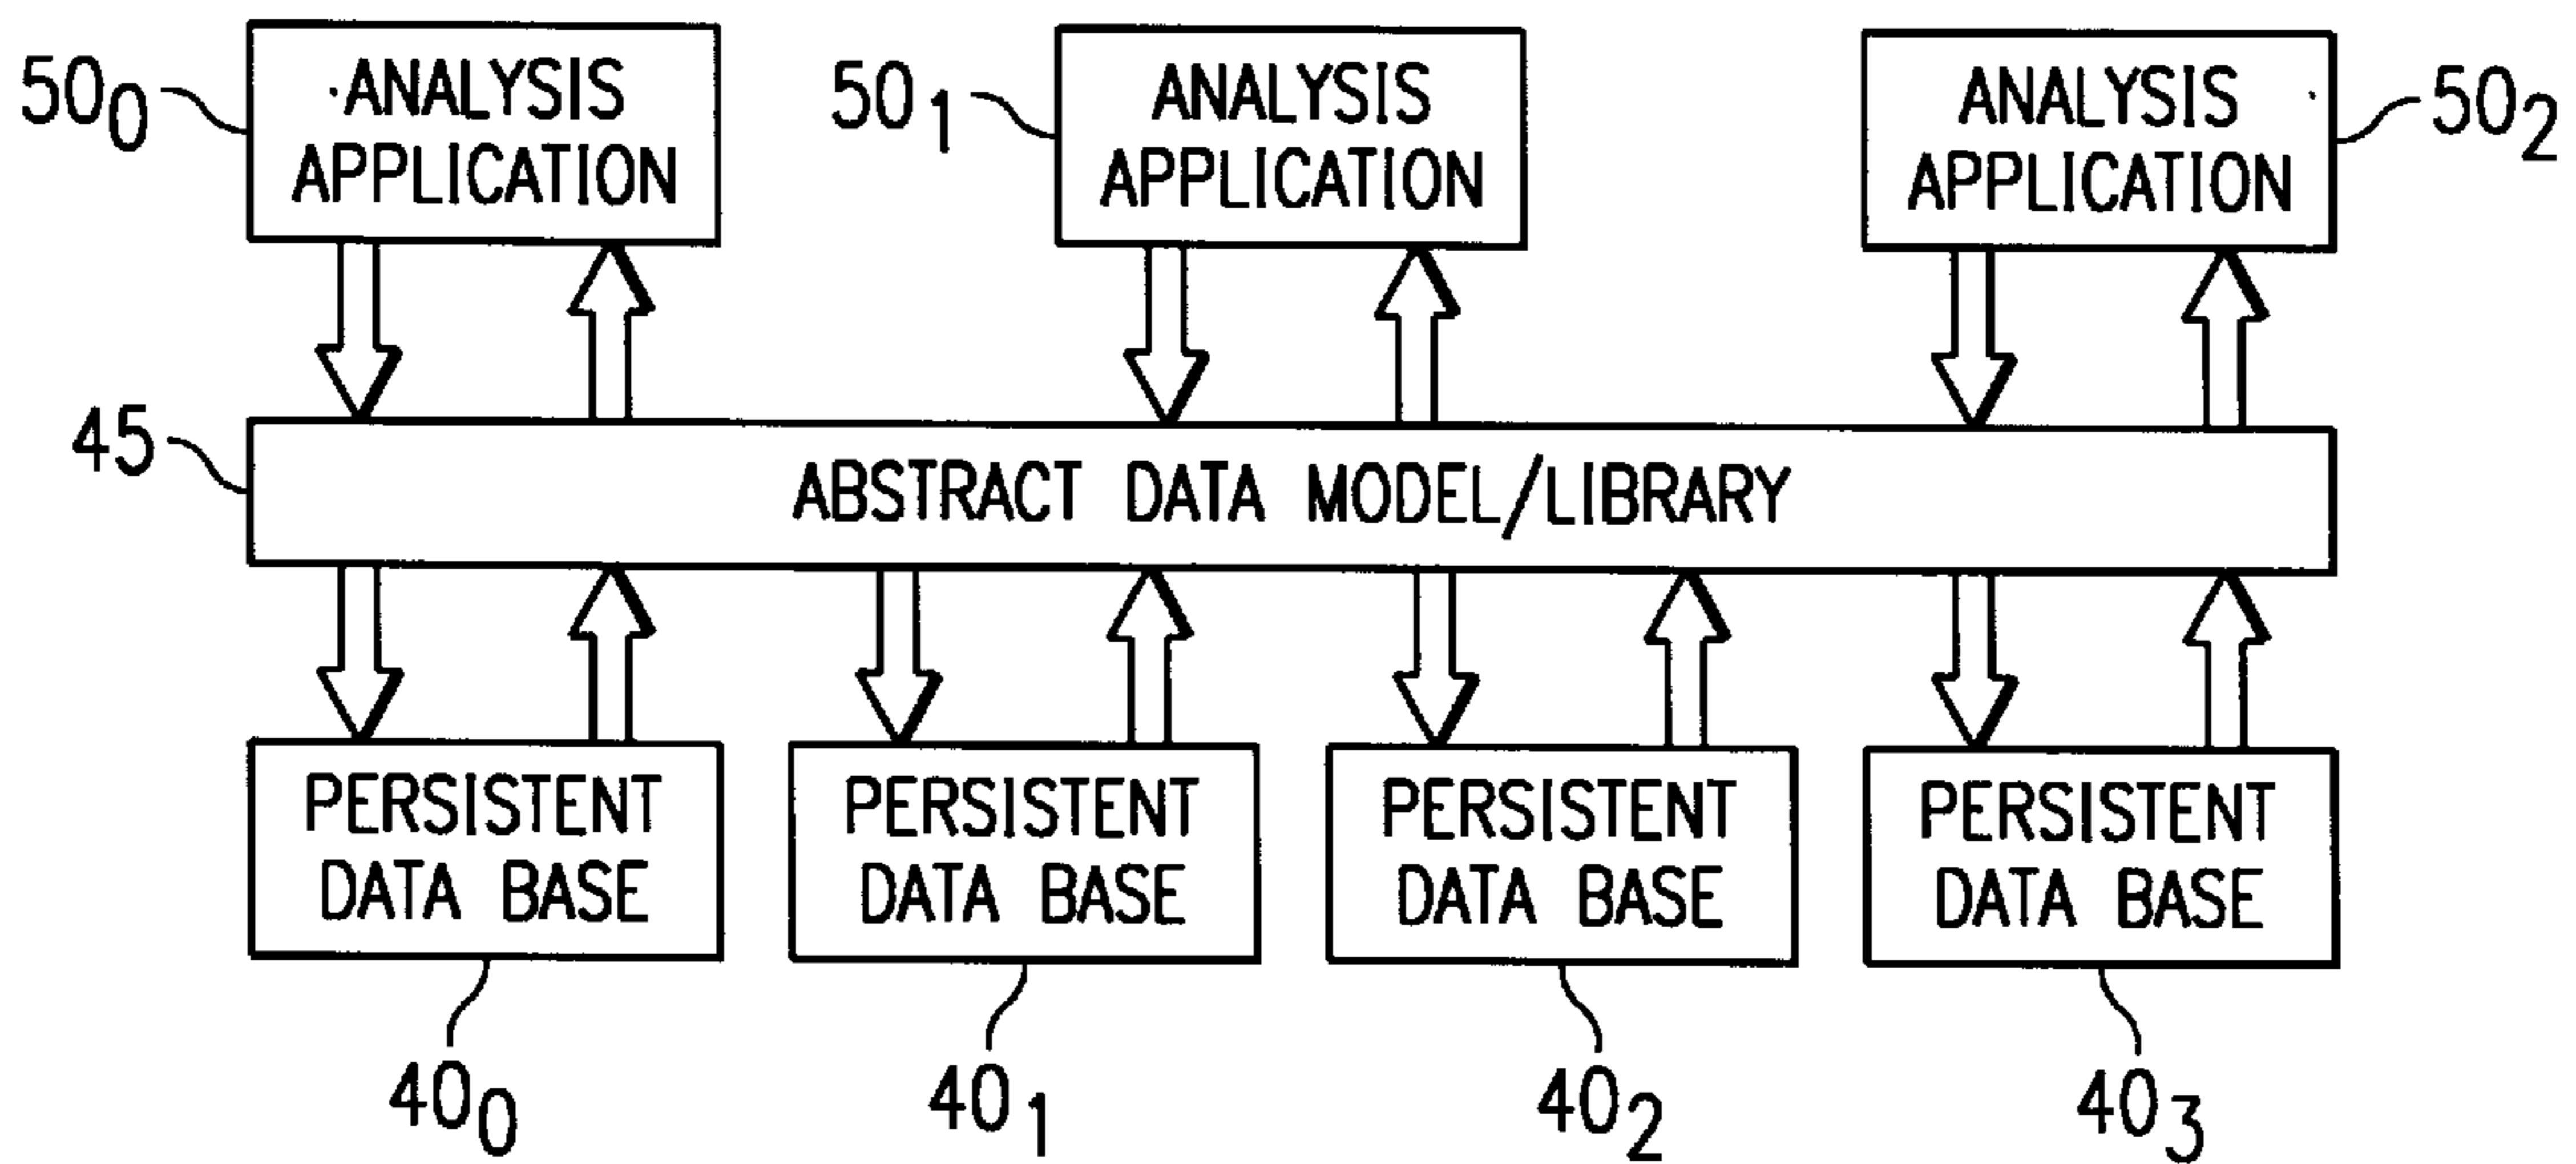 50₀
ANALYSIS
APPLICATION
50₁
ANALYSIS
APPLICATION
ANALYSIS
APPLICATION
50₂
45
ABSTRACT DATA MODEL/LIBRARY
PERSISTENT
DATA BASE
PERSISTENT
DATA BASE
PERSISTENT
DATA BASE
PERSISTENT
DATA BASE
40₀
40₁
40₂
40₃